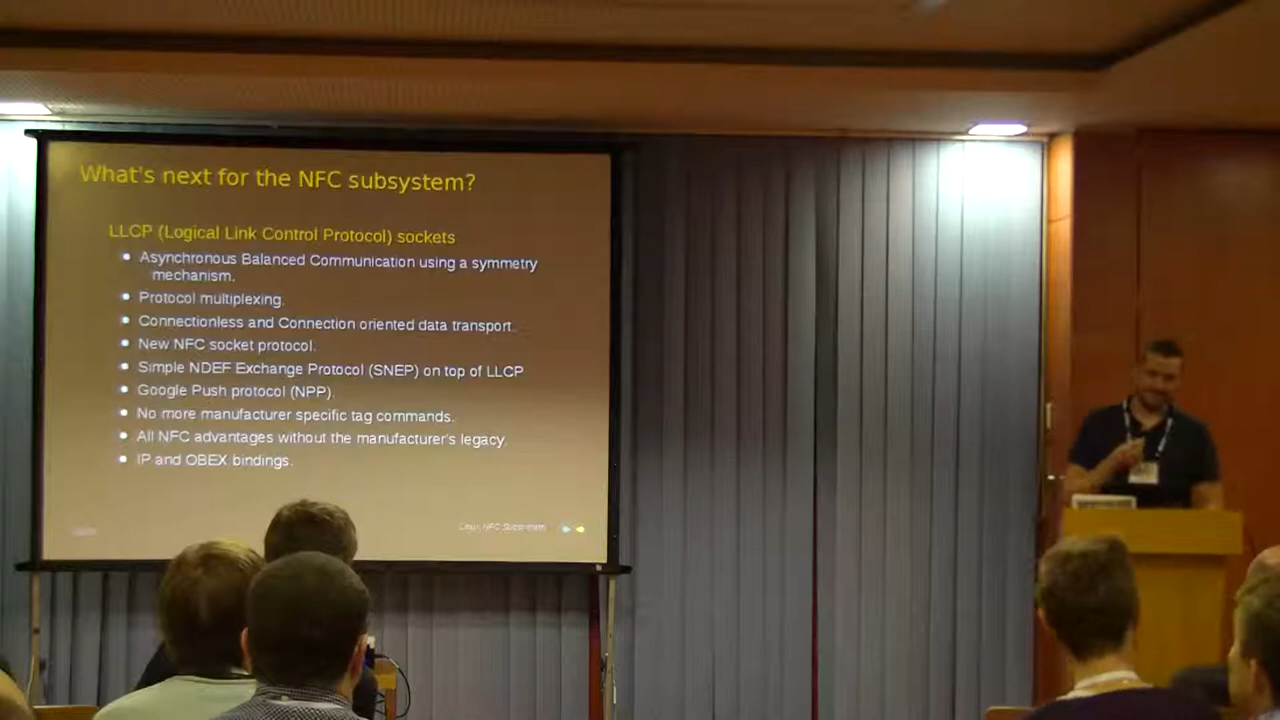 What's next for the NFC subsystem?
LLCP (Logical Link Control Protocol) sockets
Asynchronous Balanced Communication using a symmetry
mechanism.
Protocol multiplexing.
Connectionless and Connection oriented data transport.
New NFC socket protocol.
Simple NDEF Exchange Protocol (SNEP) on top of LLCP
Google Push protocol (NPP).
No more manufacturer specific tag commands.
All NFC advantages without the manufacturer's legacy.
IP and OBEX bindings.
Linux NFC Subsystem